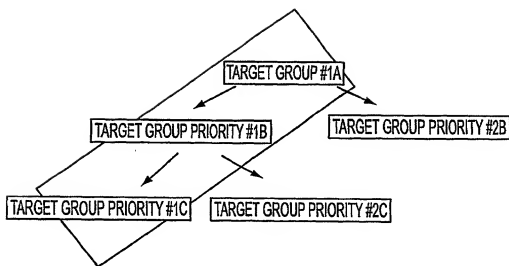 TARGET GROUP #1A
TARGET GROUP PRIORITY #1B
TARGET GROUP PRIORITY #2B
TARGET GROUP PRIORITY #1C
TARGET GROUP PRIORITY #2C